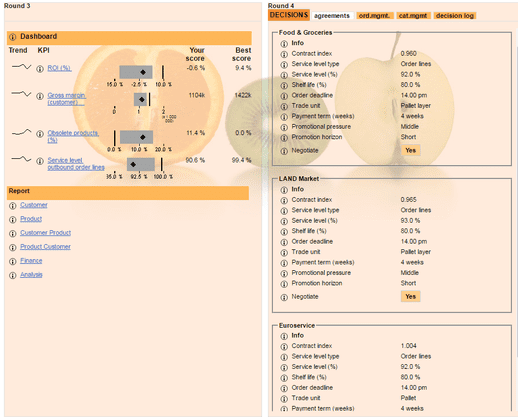 Round 3
Dashboard
Trend KPI Your score Best score
ROI (%) -0.6 % 9.4 %
15.0 % -2.5 % 10.0 %
Gross margin (customer) 1104k 1422k
0 1 2
Obsolete products (%) 11.4 % 0.0 %
0.0 % 10.0 % 20.0 %
Service level outbound order lines 90.6 % 99.4 %
85.0 % 92.5 % 100.0 %
Report
Customer
Product
Customer Product
Product Customer
Finance
Analysis
Round 4
DECISIONS agreements ord.mgmt. cat.mgmt decision log
Food & Groceries
Info
Contract index 0.960
Service level type Order lines
Service level (%) 92.0 %
Shelf life (%) 80.0 %
Order deadline 14.00 pm
Trade unit Pallet layer
Payment term (weeks) 4 weeks
Promotional pressure Middle
Promotion horizon Short
Negotiate Yes
LAND Market
Info
Contract index 0.965
Service level type Order lines
Service level (%) 93.0 %
Shelf life (%) 80.0 %
Order deadline 14.00 pm
Trade unit Pallet layer
Payment term (weeks) 4 weeks
Promotional pressure Middle
Promotion horizon Short
Negotiate Yes
Euroservice
Info
Contract index 1.004
Service level type Order lines
Service level (%) 92.0 %
Shelf life (%) 80.0 %
Order deadline 14.00 pm
Trade unit Pallet
Payment term (weeks) 4 weeks